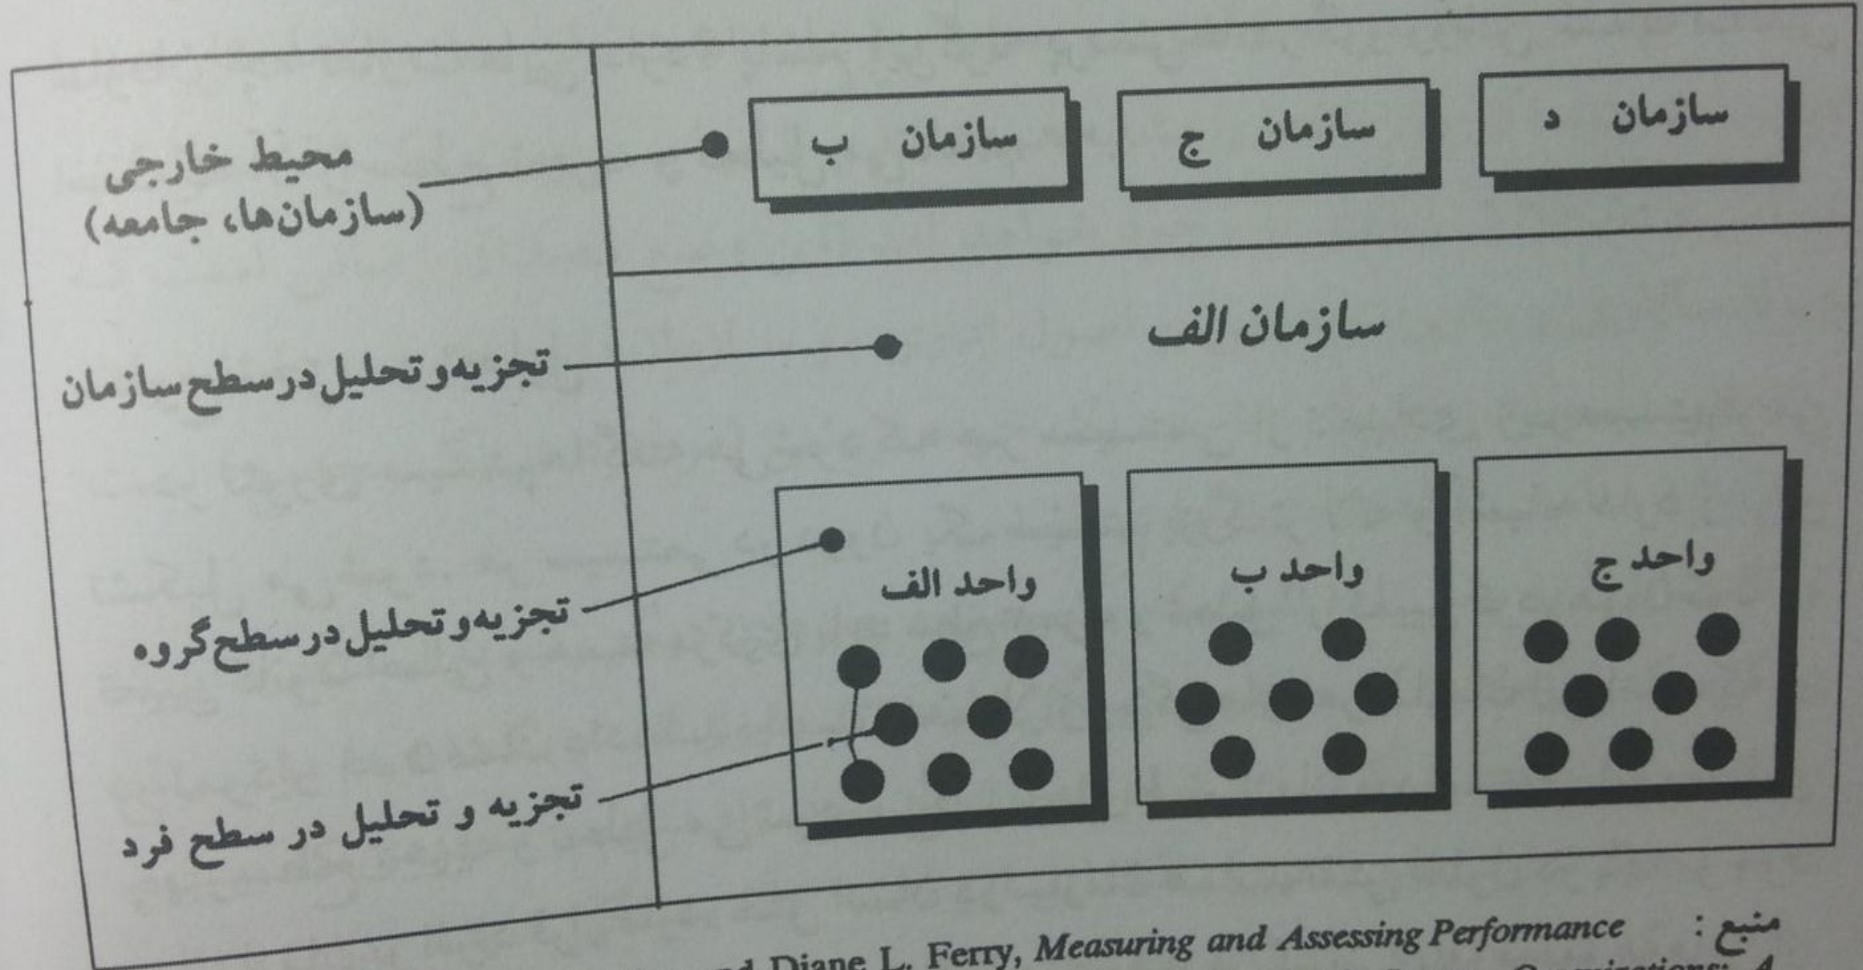 محیط خارجی
(سازمان‌ها، جامعه)
سازمان د
سازمان ج
سازمان ب
سازمان الف
تجزیه و تحلیل در سطح سازمان
تجزیه و تحلیل در سطح گروه
تجزیه و تحلیل در سطح فرد
واحد ج
واحد ب
واحد الف
منبع :
Diane L. Ferry, Measuring and Assessing Performance
Organizations: A